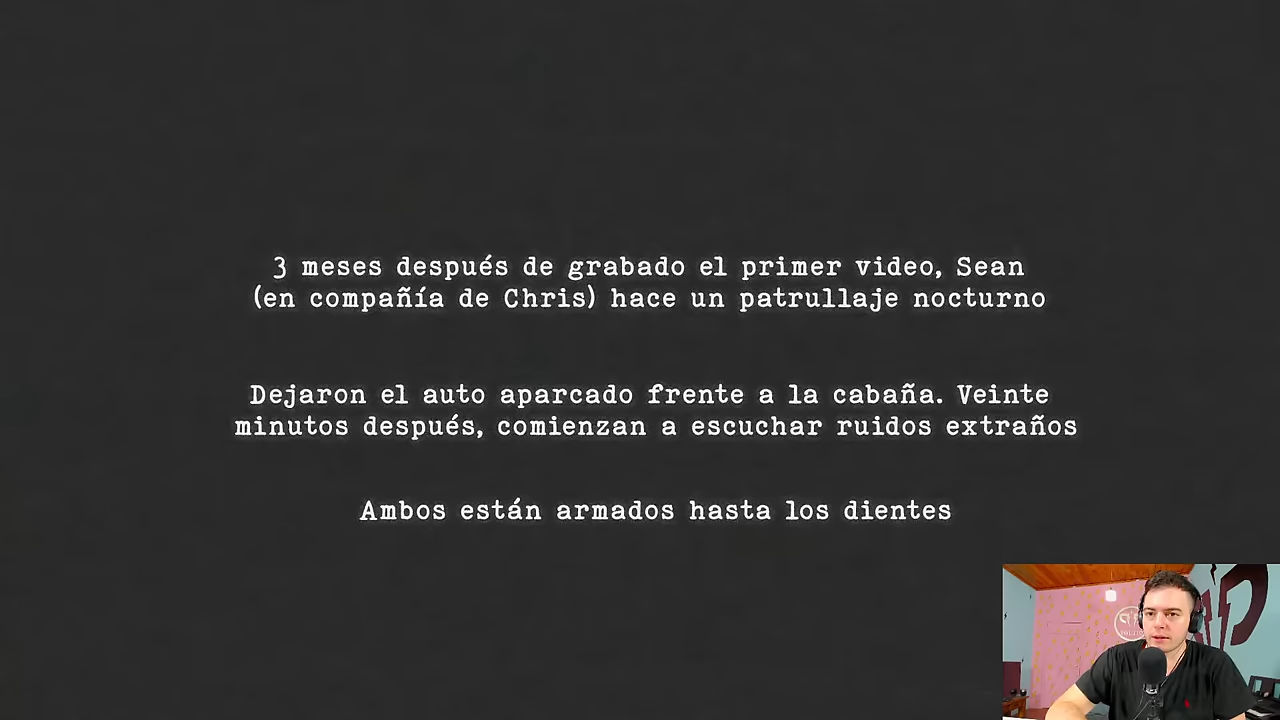 3 meses después de grabado el primer video, Sean
(en compañía de Chris) hace un patrullaje nocturno
Dejaron el auto aparcado frente a la cabaña. Veinte
minutos después, comienzan a escuchar ruidos extraños
Ambos están armados hasta los dientes